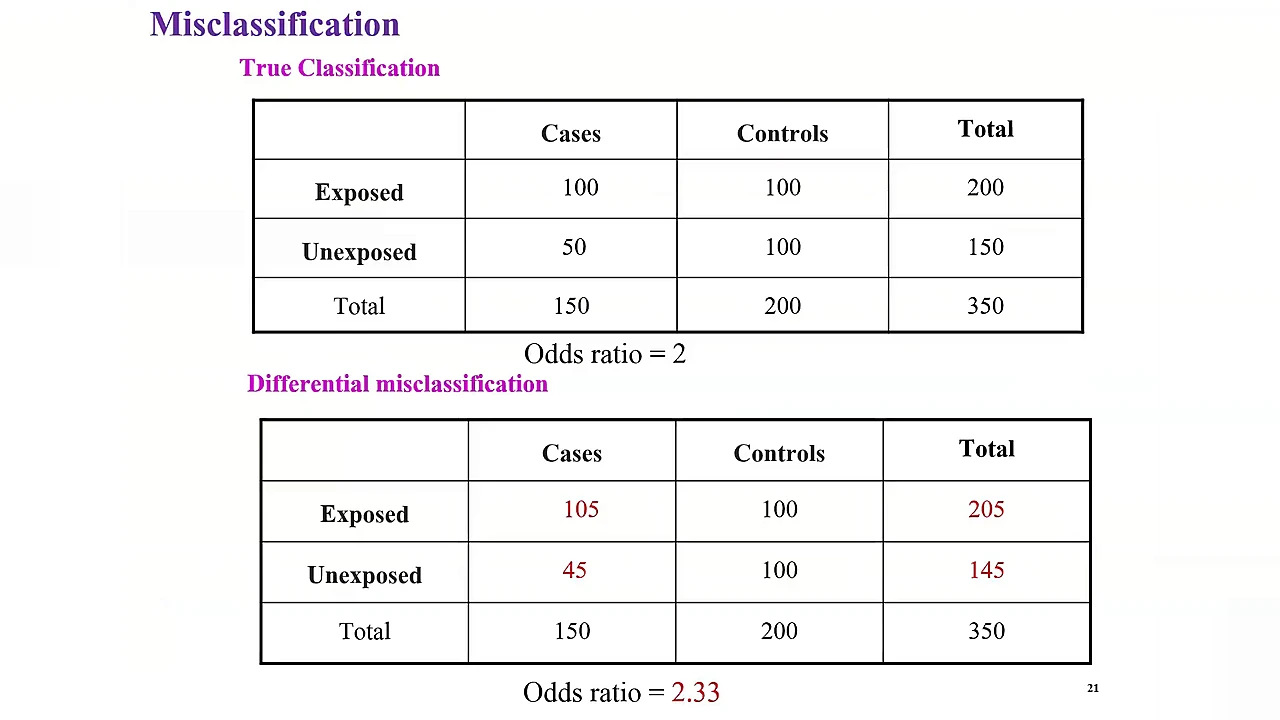 Misclassification
True Classification
Cases Controls Total
Exposed 100 100 200
Unexposed 50 100 150
Total 150 200 350
Odds ratio = 2
Differential misclassification
Cases Controls Total
Exposed 105 100 205
Unexposed 45 100 145
Total 150 200 350
Odds ratio = 2.33
21